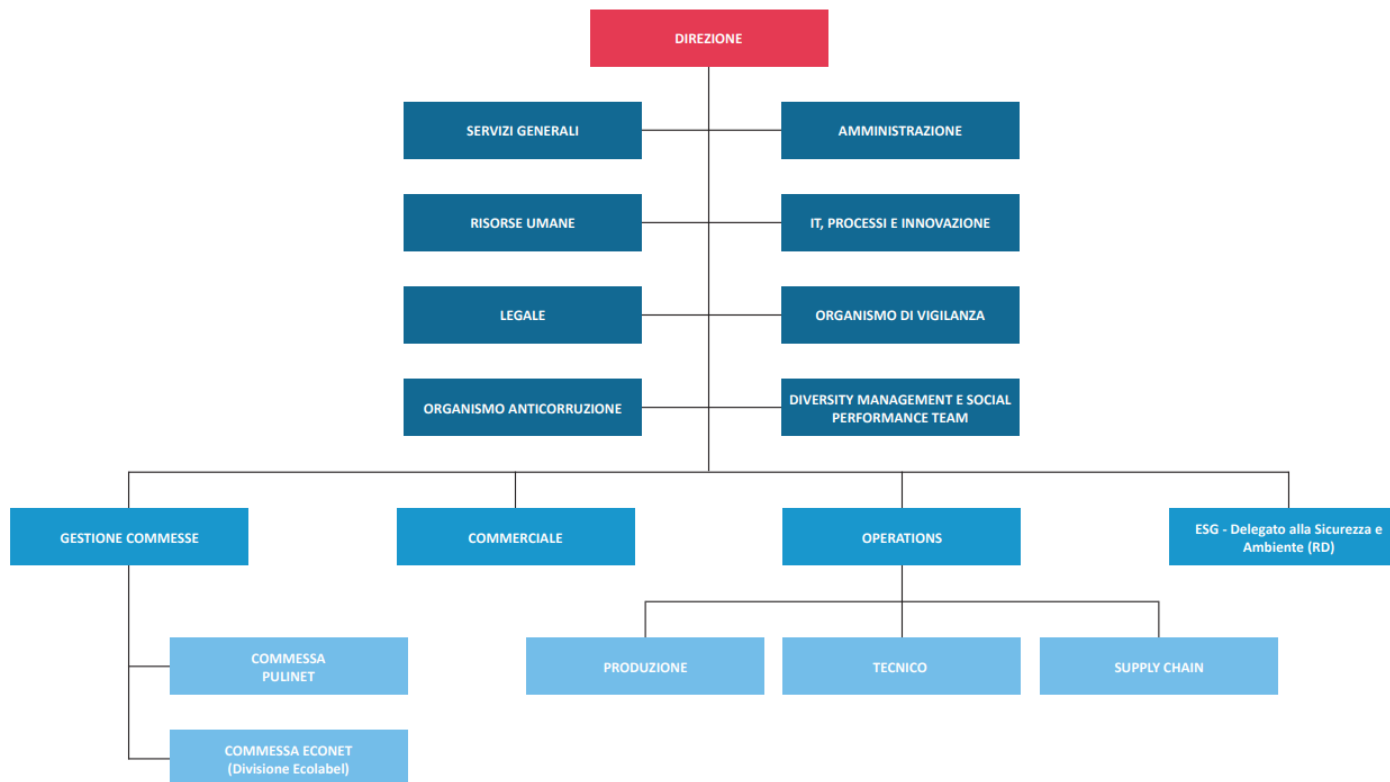 DIREZIONE
SERVIZI GENERALI
AMMINISTRAZIONE
RISORSE UMANE
IT, PROCESSI E INNOVAZIONE
LEGALE
ORGANISMO DI VIGILANZA
ORGANISMO ANTICORRUZIONE
DIVERSITY MANAGEMENT E SOCIAL
PERFORMANCE TEAM
GESTIONE COMMESSE
COMMERCIALE
OPERATIONS
ESG - Delegato alla Sicurezza e
Ambiente (RD)
COMMESSA
PULINET
PRODUZIONE
TECNICO
SUPPLY CHAIN
COMMESSA ECONET
(Divisione Ecolabel)